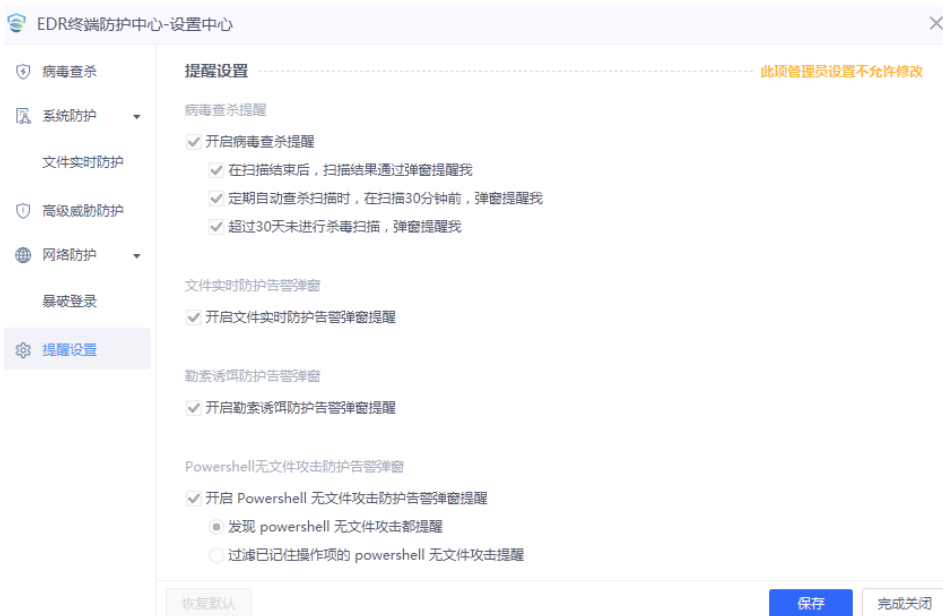 EDR终端防护中心-设置中心
病毒查杀
系统防护
文件实时防护
高级威胁防护
网络防护
暴破登录
提醒设置
提醒设置
此项管理员设置不允许修改
病毒查杀提醒
开启病毒查杀提醒
在扫描结束后，扫描结果通过弹窗提醒我
定期自动查杀扫描时，在扫描30分钟前，弹窗提醒我
超过30天未进行杀毒扫描，弹窗提醒我
文件实时防护告警弹窗
开启文件实时防护告警弹窗提醒
勒索诱饵防护告警弹窗
开启勒索诱饵防护告警弹窗提醒
Powershell无文件攻击防护告警弹窗
开启 Powershell 无文件攻击防护告警弹窗提醒
发现 powershell 无文件攻击都提醒
过滤已记住操作项的 powershell 无文件攻击提醒
恢复默认
保存
完成关闭